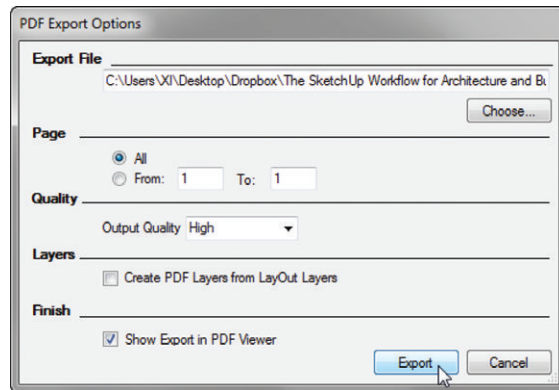 PDF Export Options
Export File
C:\Users\XI\Desktop\Dropbox\The SketchUp Workflow for Architecture and Bu
Choose...
Page
All
From: 1 To: 1
Quality
Output Quality High
Layers
Create PDF Layers from LayOut Layers
Finish
Show Export in PDF Viewer
Export Cancel